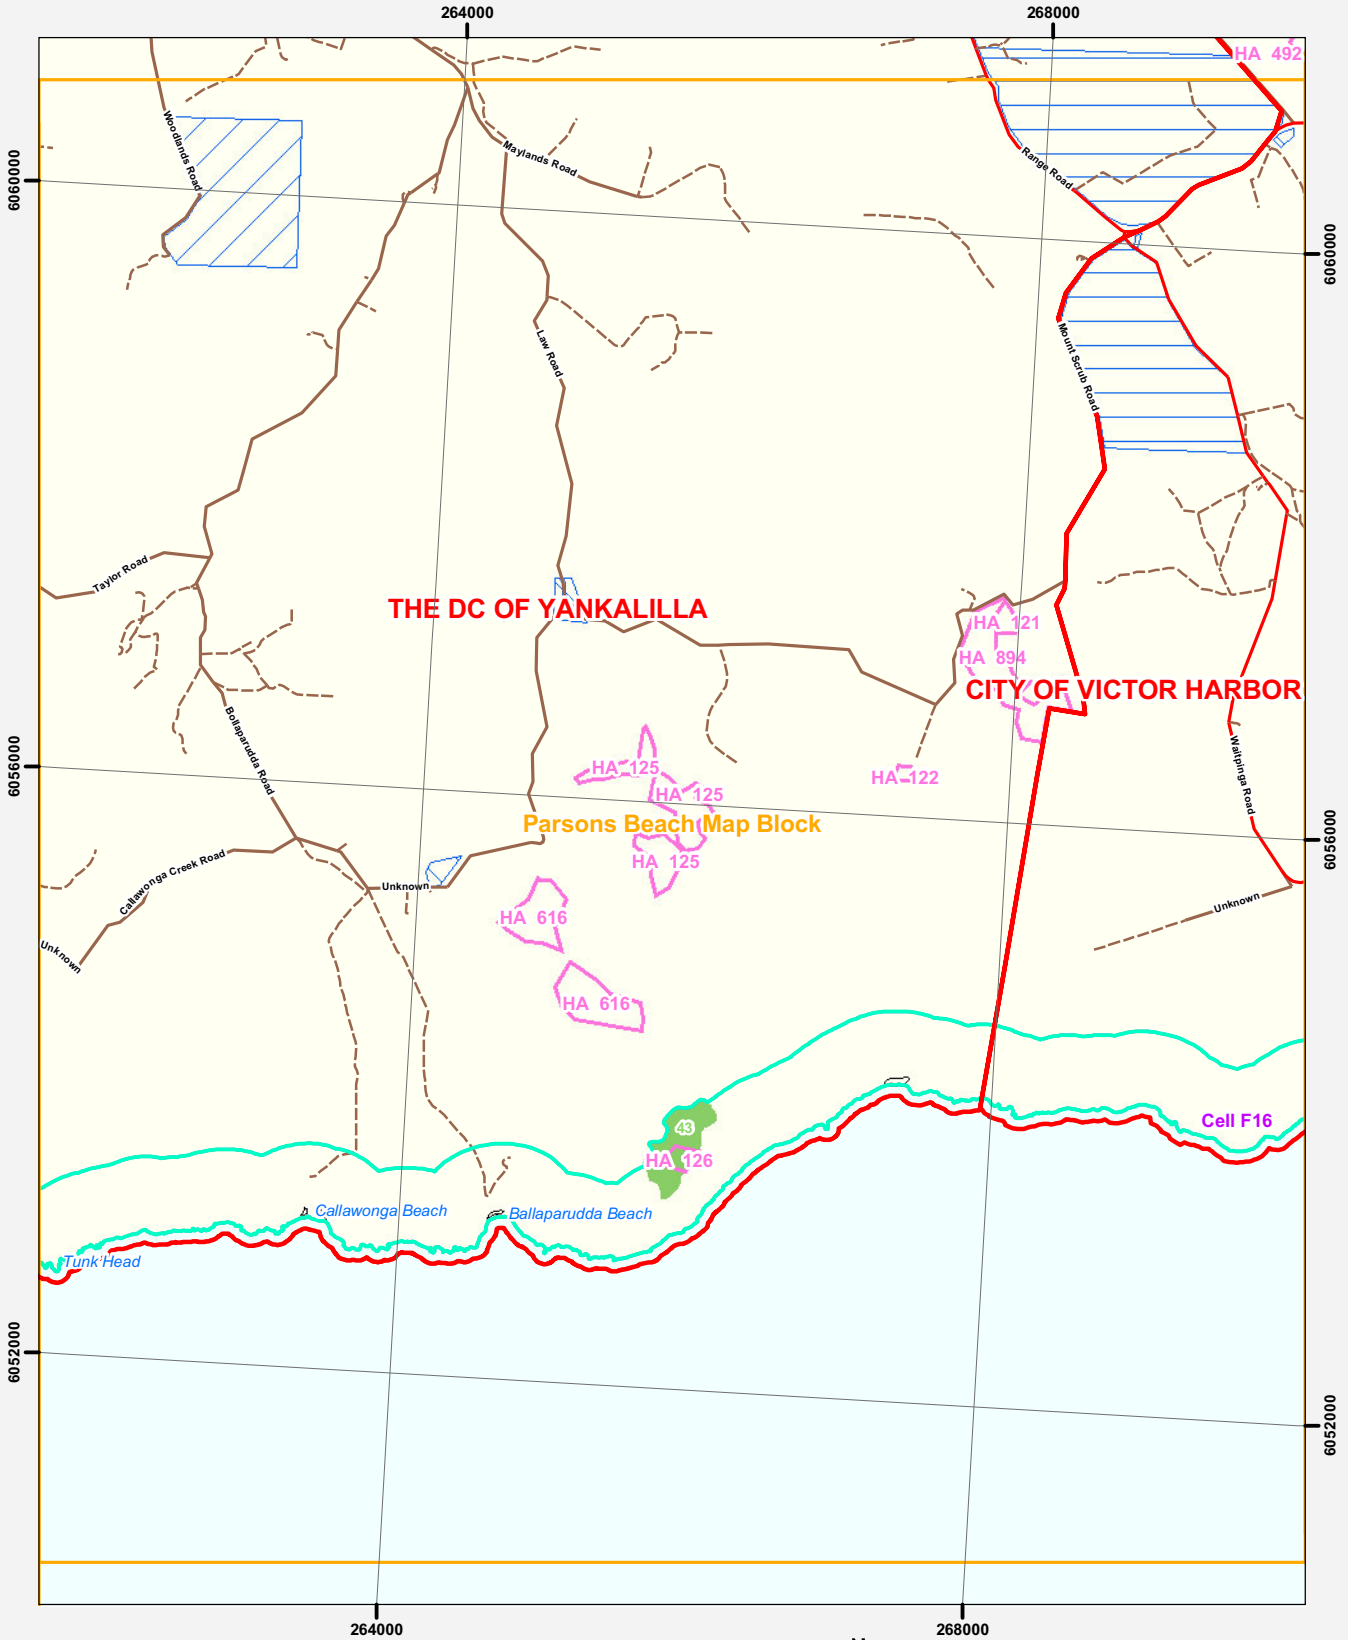 264000
268000
HA 492
Woodlands Road
Maylands Road
Range Road
6060000
6060000
Law Road
Mount Scrub Road
Taylor Road
THE DC OF YANKALILLA
HA 121
HA 894
CITY OF VICTOR HARBOR
Bollaparudda Road
Waitpinga Road
6056000
HA 125
HA 122
HA 125
Parsons Beach Map Block
6056000
HA 125
Callawonga Creek Road
Unknown
Unknown
HA 616
Unknown
HA 616
43
Cell F16
HA 126
Callawonga Beach
Ballaparudda Beach
Tunk Head
6052000
6052000
264000
268000